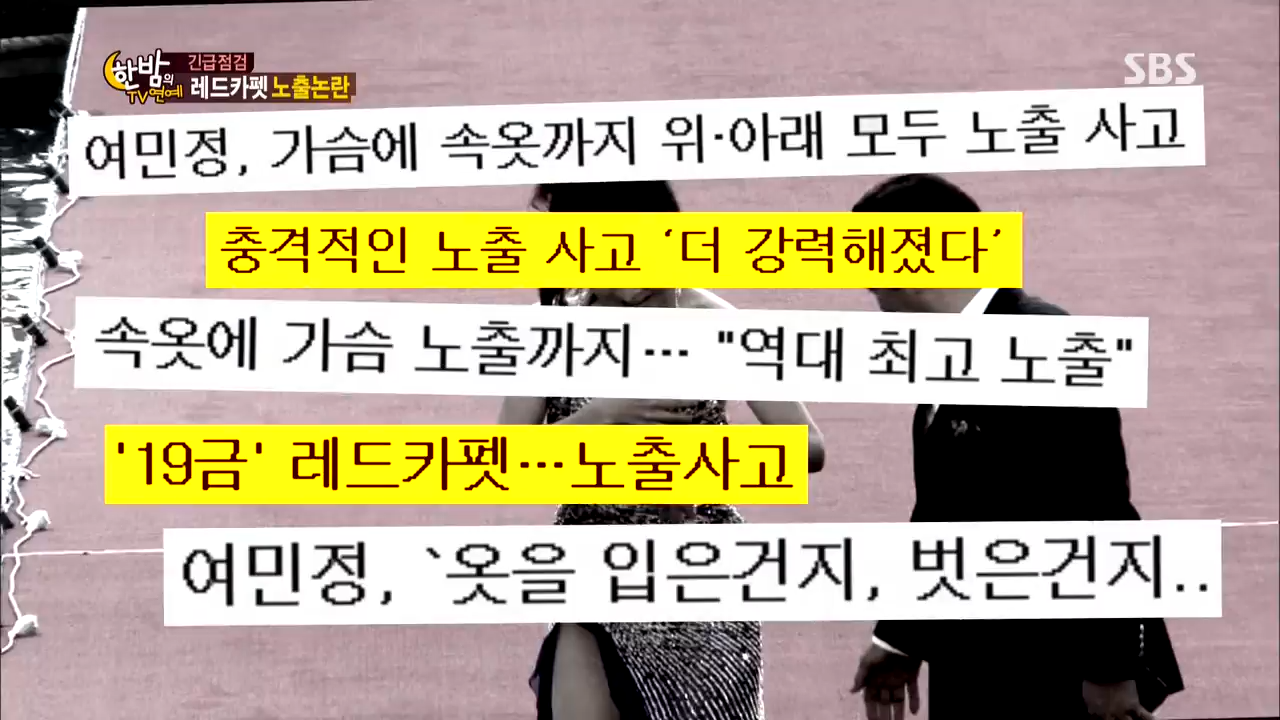 한밤의 TV연예
긴급점검
레드카펫 노출논란
SBS
여민정, 가슴에 속옷까지 위·아래 모두 노출 사고
충격적인 노출 사고 ‘더 강력해졌다’
속옷에 가슴 노출까지… "역대 최고 노출"
'19금' 레드카펫…노출사고
여민정, `옷을 입은건지, 벗은건지..